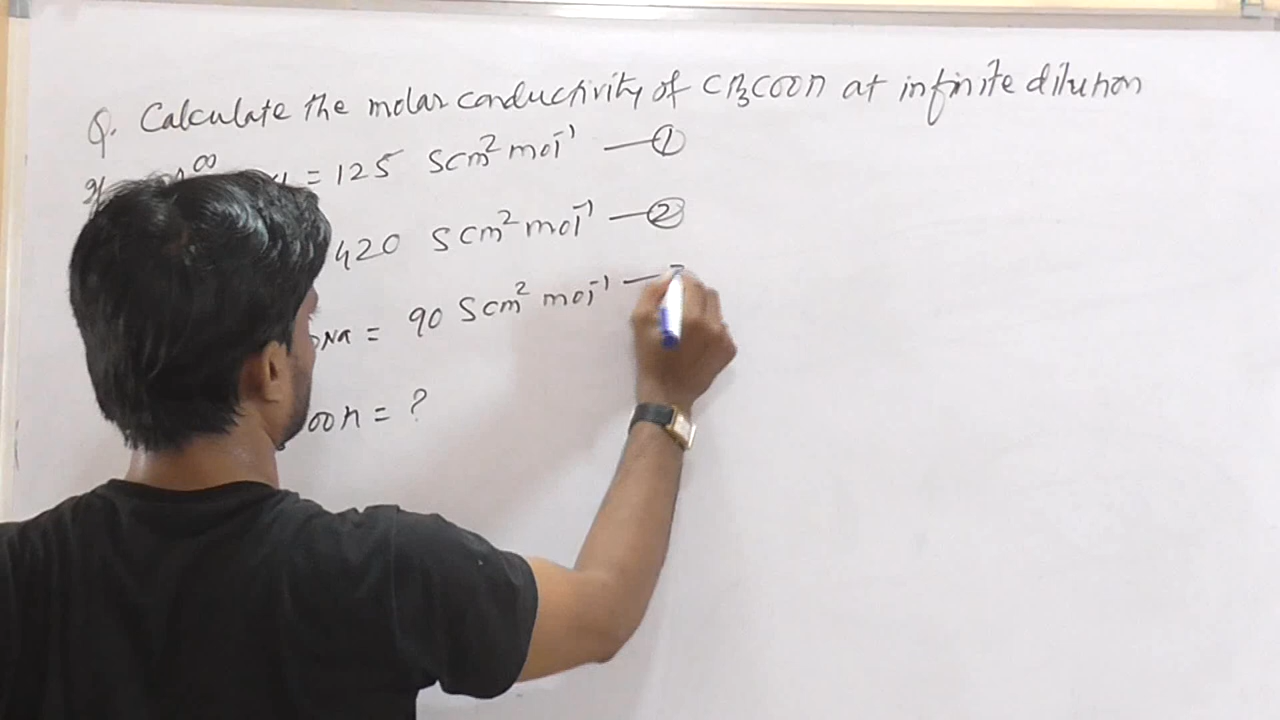 Q. Calculate the molar conductivity of CH3COOH at infinite dilution
∞ = 125 Scm² mol⁻¹ — ①
420 Scm² mol⁻¹ — ②
ONa = 90 Scm² mol⁻¹ —
OOH = ?